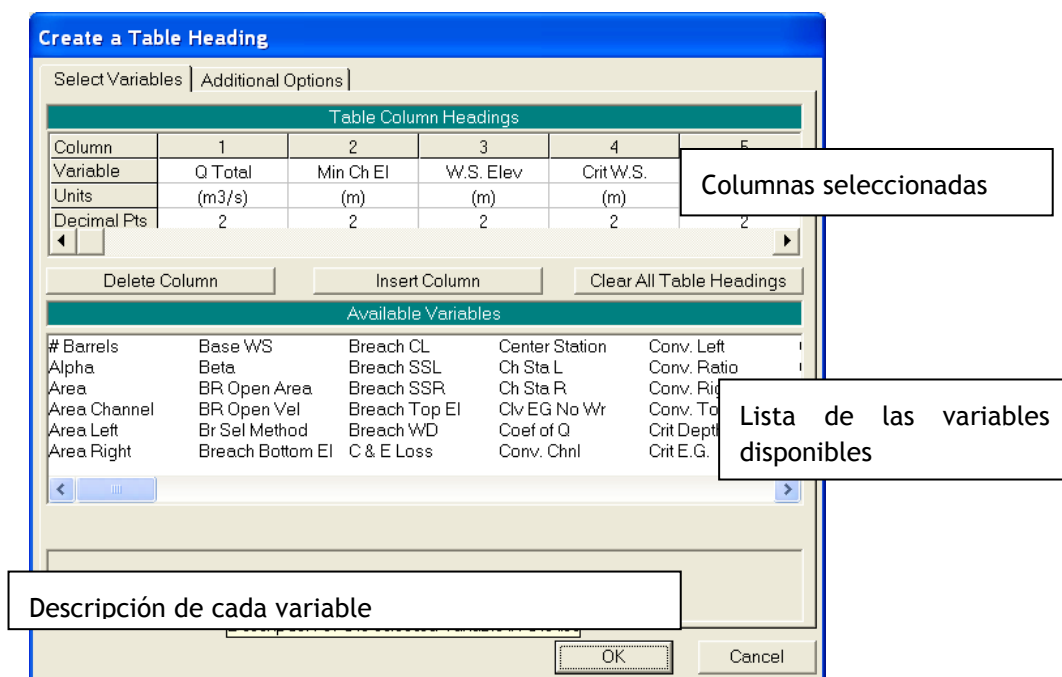 Create a Table Heading
Select Variables Additional Options
Table Column Headings
Column 1 2 3 4 5
Variable Q Total Min Ch El W.S. Elev Crit W.S.
Units (m3/s) (m) (m) (m)
Decimal Pts 2 2 2 2 2
Columnas seleccionadas
Delete Column Insert Column Clear All Table Headings
Available Variables
# Barrels Base WS Breach CL Center Station Conv. Left
Alpha Beta Breach SSL Ch Sta L Conv. Ratio
Area BR Open Area Breach SSR Ch Sta R
Area Channel BR Open Vel Breach Top El Clv EG No Wr
Area Left Br Sel Method Breach WD Coef of Q Crit Depth
Area Right Breach Bottom El C & E Loss Conv. Chnl Crit E.G.
Lista de las variables
disponibles
Descripción de cada variable
OK Cancel